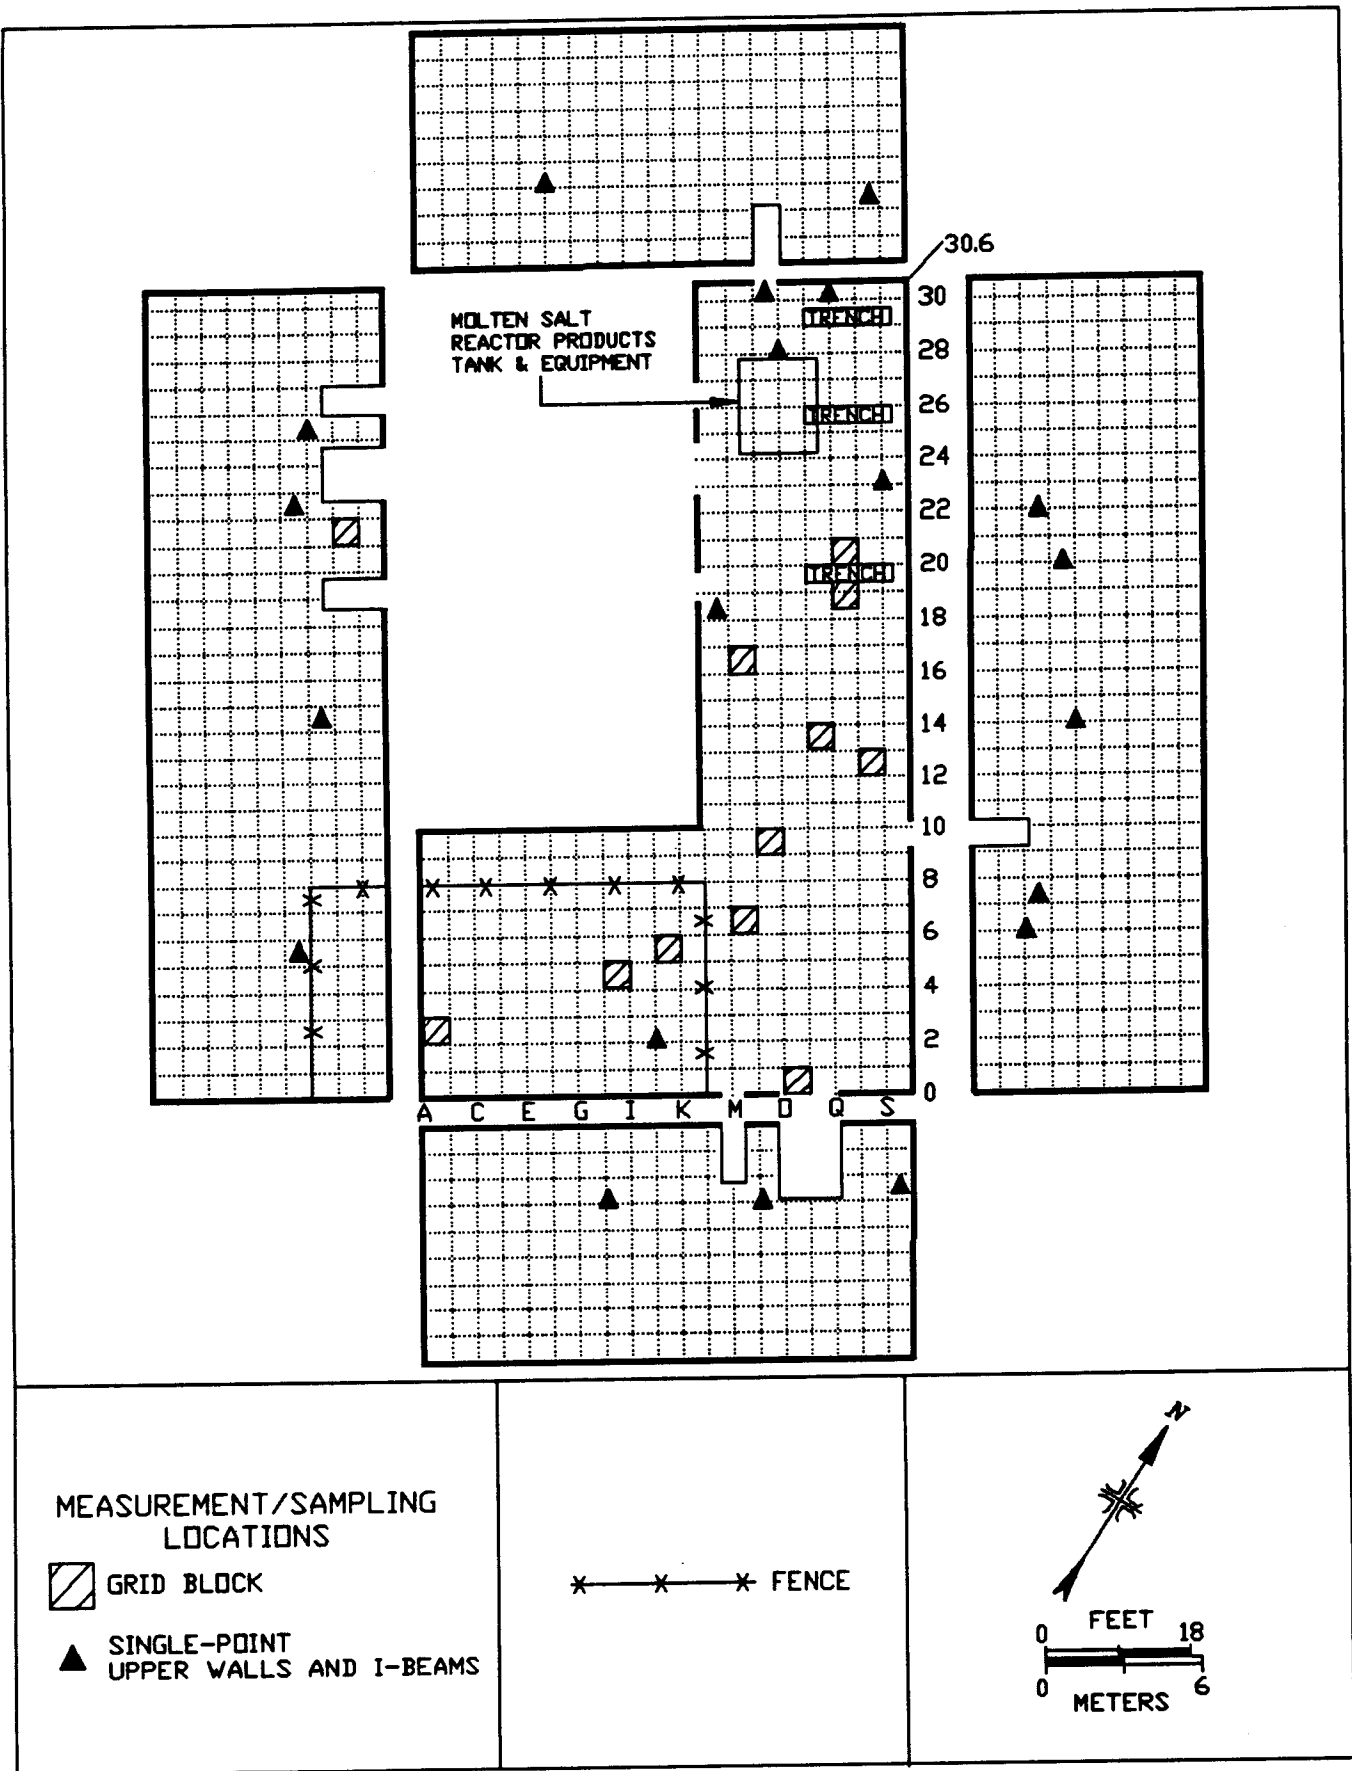 30.6
MOLTEN SALT
REACTOR PRODUCTS
TANK & EQUIPMENT
TRENCH
TRENCH
TRENCH
30
28
26
24
22
20
18
16
14
12
10
8
6
4
2
0
A C E G I K M O Q S
MEASUREMENT/SAMPLING
LOCATIONS
GRID BLOCK
SINGLE-POINT
UPPER WALLS AND I-BEAMS
FENCE
N
FEET
0 18
0 6
METERS